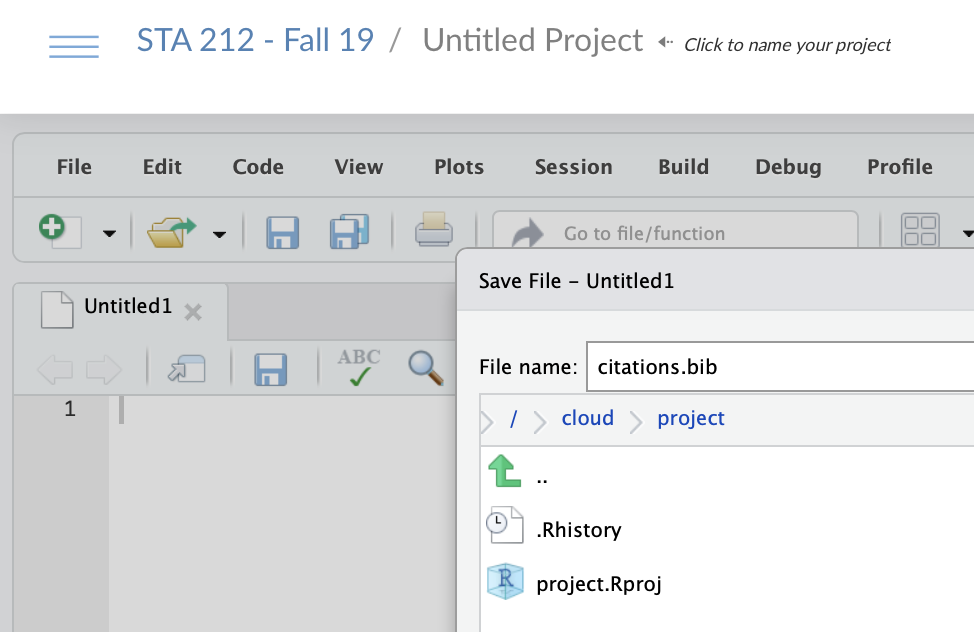 STA 212 - Fall 19 / Untitled Project Click to name your project
File Edit Code View Plots Session Build Debug Profile
Go to file/function
Save File – Untitled1
Untitled1
File name: citations.bib
ABC
1
/ cloud project
..
.Rhistory
R project.Rproj